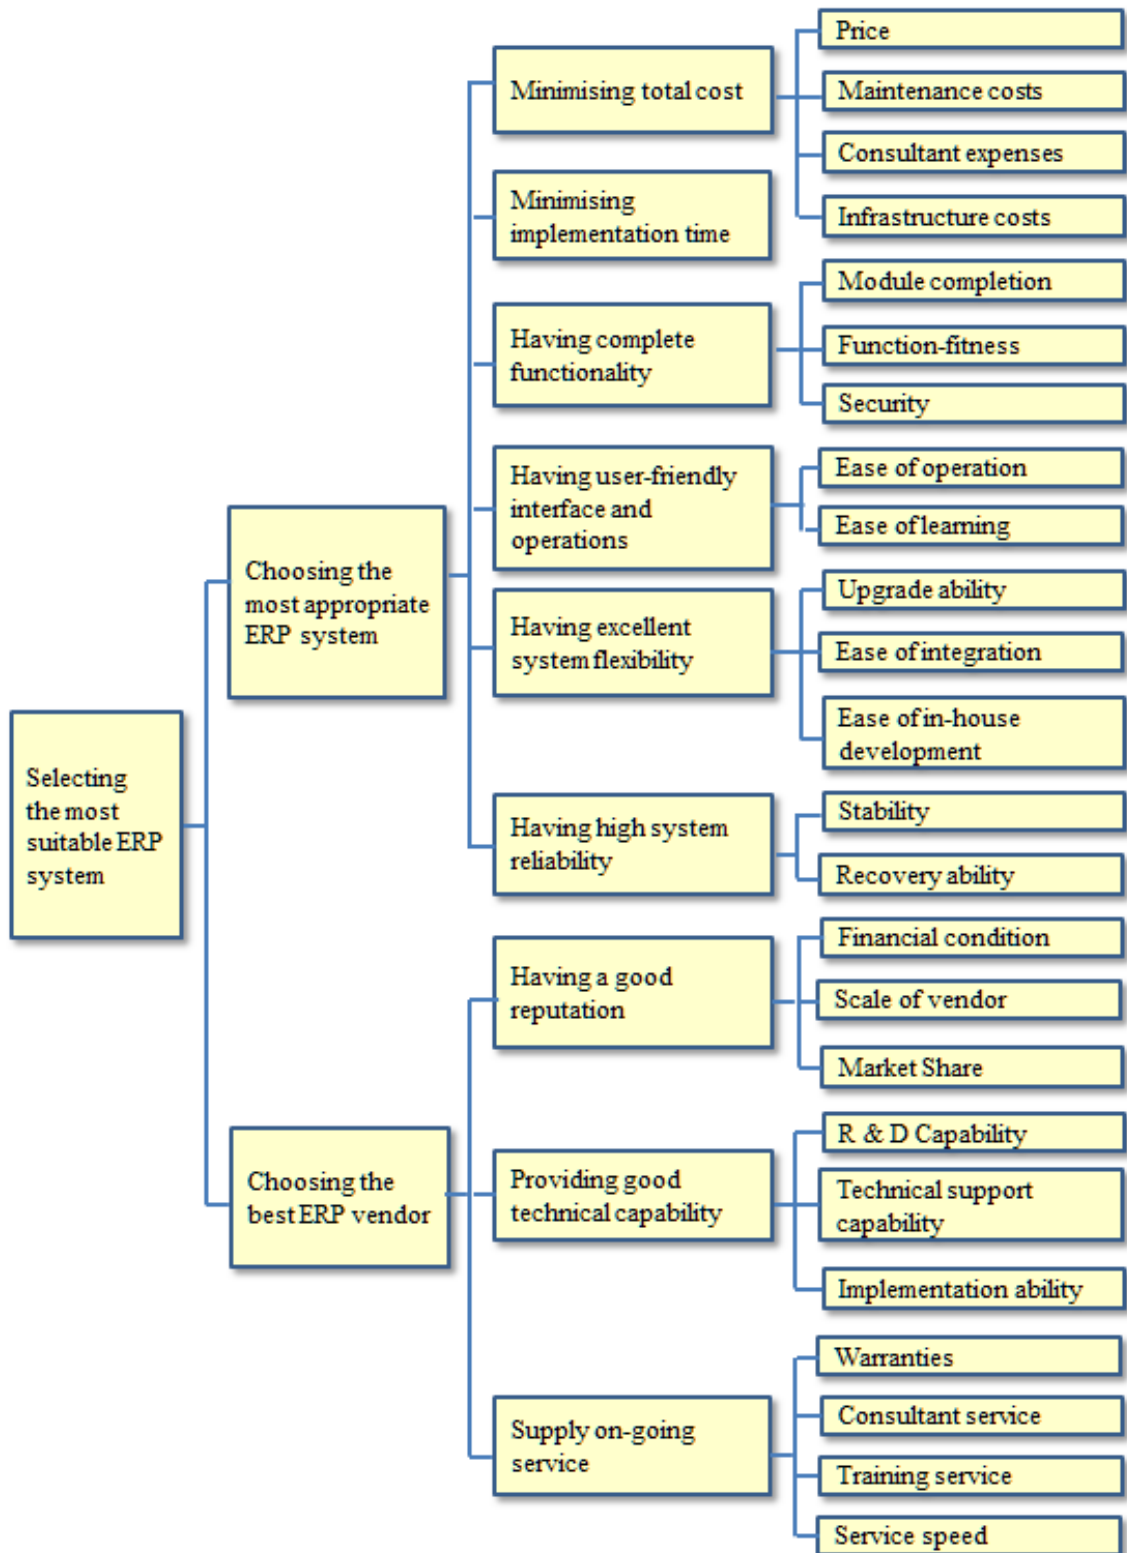 Selecting
the most
suitable ERP
system
Choosing the
most appropriate
ERP system
Minimising total cost
Price
Maintenance costs
Consultant expenses
Infrastructure costs
Minimising
implementation time
Having complete
functionality
Module completion
Function-fitness
Security
Having user-friendly
interface and
operations
Ease of operation
Ease of learning
Having excellent
system flexibility
Upgrade ability
Ease of integration
Ease of in-house
development
Having high system
reliability
Stability
Recovery ability
Choosing the
best ERP vendor
Having a good
reputation
Financial condition
Scale of vendor
Market Share
Providing good
technical capability
R & D Capability
Technical support
capability
Implementation ability
Supply on-going
service
Warranties
Consultant service
Training service
Service speed